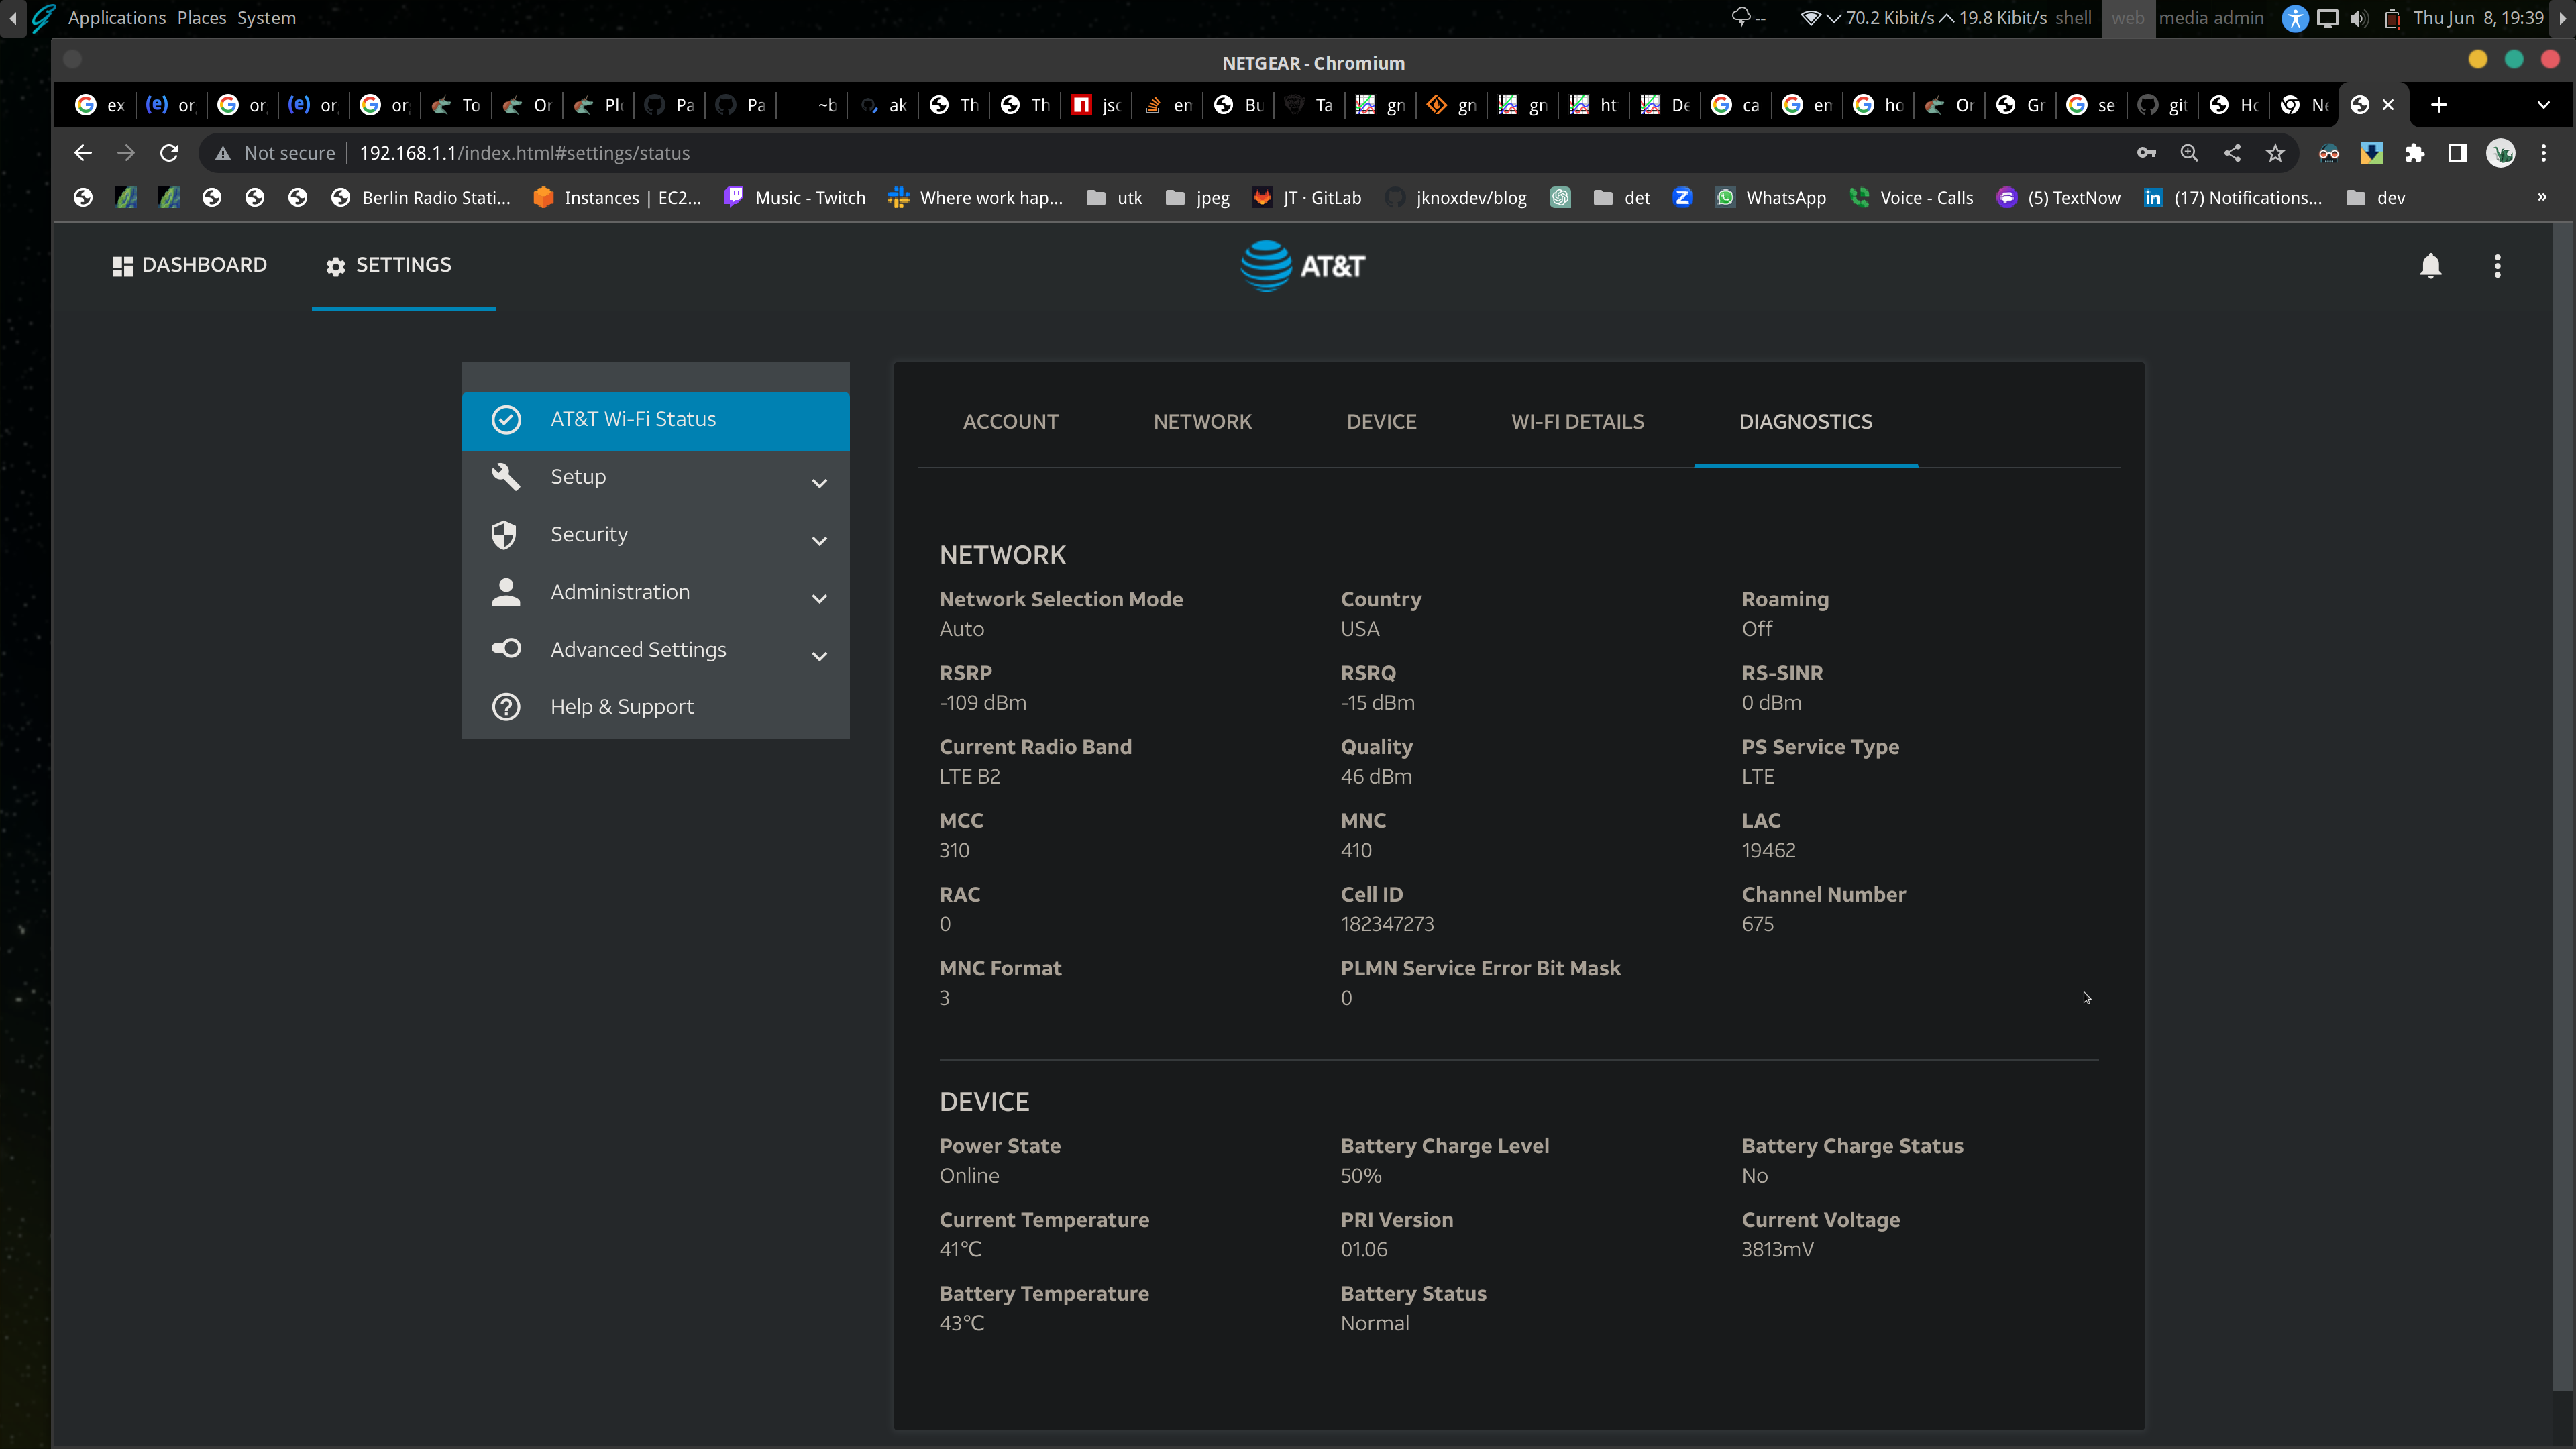 Applications Places System
-- 70.2 Kibit/s 19.8 Kibit/s shell web media admin Thu Jun 8, 19:39
NETGEAR - Chromium
ex (e) or or (e) or or To Or Plo Pa Pa ~b ak Th Th jsc en Bu Ta gn gn gn ht De ca en ho Or Gr se git Ho Ne
Not secure 192.168.1.1/index.html#settings/status
Berlin Radio Stati... Instances | EC2... Music - Twitch Where work hap... utk jpeg JT · GitLab jknoxdev/blog det WhatsApp Voice - Calls (5) TextNow (17) Notifications... dev »
DASHBOARD SETTINGS AT&T
AT&T Wi-Fi Status
Setup
Security
Administration
Advanced Settings
Help & Support
ACCOUNT NETWORK DEVICE WI-FI DETAILS DIAGNOSTICS
NETWORK
Network Selection Mode Country Roaming
Auto USA Off
RSRP RSRQ RS-SINR
-109 dBm -15 dBm 0 dBm
Current Radio Band Quality PS Service Type
LTE B2 46 dBm LTE
MCC MNC LAC
310 410 19462
RAC Cell ID Channel Number
0 182347273 675
MNC Format PLMN Service Error Bit Mask
3 0
DEVICE
Power State Battery Charge Level Battery Charge Status
Online 50% No
Current Temperature PRI Version Current Voltage
41°C 01.06 3813mV
Battery Temperature Battery Status
43°C Normal